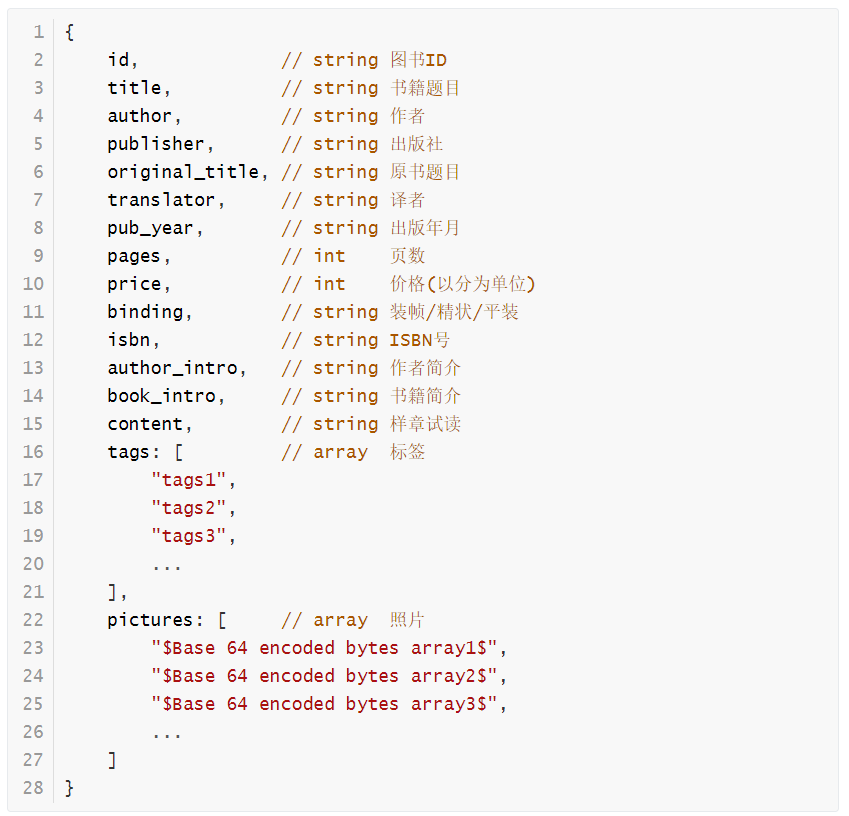 1 {
2 id, // string 图书ID
3 title, // string 书籍题目
4 author, // string 作者
5 publisher, // string 出版社
6 original_title, // string 原书题目
7 translator, // string 译者
8 pub_year, // string 出版年月
9 pages, // int 页数
10 price, // int 价格(以分为单位)
11 binding, // string 装帧/精状/平装
12 isbn, // string ISBN号
13 author_intro, // string 作者简介
14 book_intro, // string 书籍简介
15 content, // string 样章试读
16 tags: [ // array 标签
17 "tags1",
18 "tags2",
19 "tags3",
20 ...
21 ],
22 pictures: [ // array 照片
23 "$Base 64 encoded bytes array1$",
24 "$Base 64 encoded bytes array2$",
25 "$Base 64 encoded bytes array3$",
26 ...
27 ]
28 }